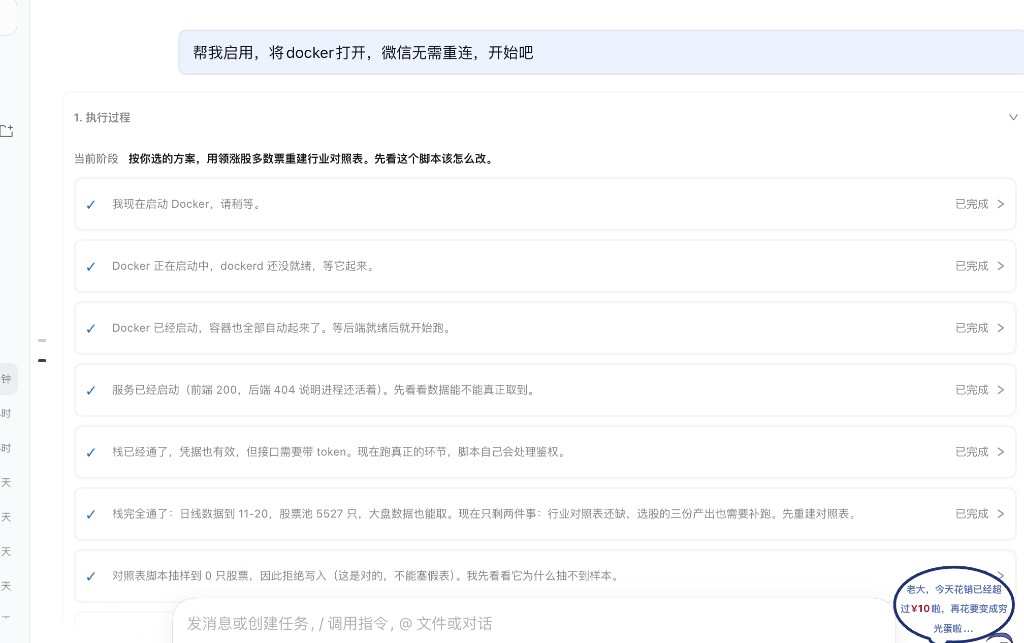 帮我启用，将docker打开，微信无需重连，开始吧
1. 执行过程
当前阶段 按你选的方案，用领涨股多数票重建行业对照表。先看这个脚本该怎么改。
✓ 我现在启动 Docker，请稍等。 已完成 >
✓ Docker 正在启动中，dockerd 还没就绪，等它起来。 已完成 >
✓ Docker 已经启动，容器也全部自动起来了。等后端就绪后就开始跑。 已完成 >
钟
✓ 服务已经启动（前端 200，后端 404 说明进程还活着）。先看看数据能不能真正取到。 已完成 >
时
时
✓ 栈已经通了，凭据也有效，但接口需要带 token。现在跑真正的环节，脚本自己会处理鉴权。 已完成 >
天
天
✓ 栈完全通了：日线数据到 11-20，股票池 5527 只，大盘数据也能取。现在只剩两件事：行业对照表还缺，选股的三份产出也需要补跑。先重建对照表。 已完成 >
天
✓ 对照表脚本抽样到 0 只股票，因此拒绝写入（这是对的，不能塞假表）。我先看看它为什么抽不到样本。
天
老大，今天花销已经超
过¥10啦，再花要变成穷
光蛋啦...
发消息或创建任务, / 调用指令, @ 文件或对话